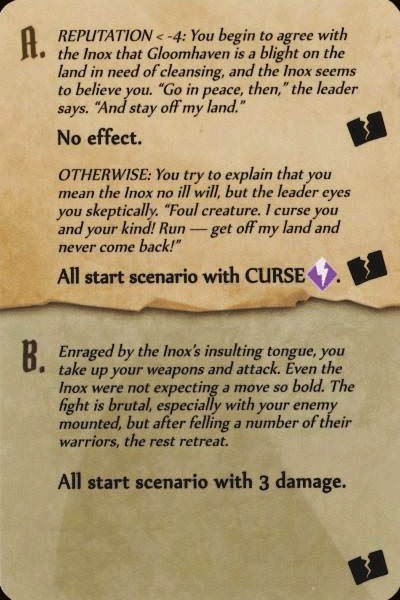 A. REPUTATION < -4: You begin to agree with
the Inox that Gloomhaven is a blight on the
land in need of cleansing, and the Inox seems
to believe you. “Go in peace, then,” the leader
says. “And stay off my land.”
No effect.
OTHERWISE: You try to explain that you
mean the Inox no ill will, but the leader eyes
you skeptically. “Foul creature. I curse you
and your kind! Run — get off my land and
never come back!”
All start scenario with CURSE .
B. Enraged by the Inox’s insulting tongue, you
take up your weapons and attack. Even the
Inox were not expecting a move so bold. The
fight is brutal, especially with your enemy
mounted, but after felling a number of their
warriors, the rest retreat.
All start scenario with 3 damage.